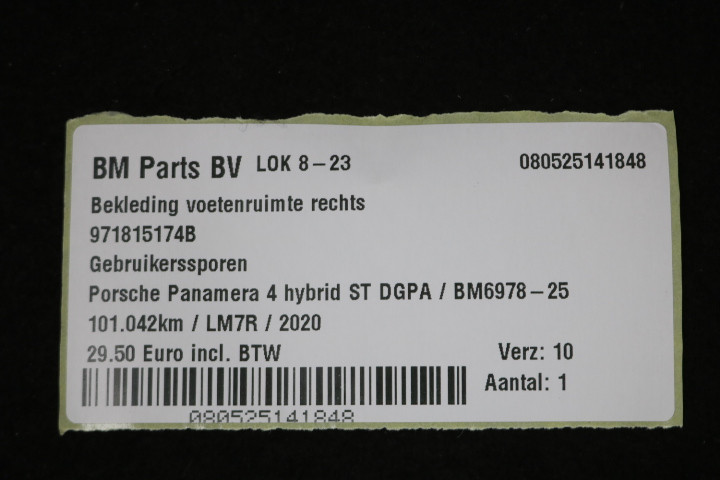 BM Parts BV LOK 8-23 080525141848
Bekleding voetenruimte rechts
971815174B
Gebruikerssporen
Porsche Panamera 4 hybrid ST DGPA / BM6978-25
101.042km / LM7R / 2020
29.50 Euro incl. BTW Verz: 10
Aantal: 1
080525141848